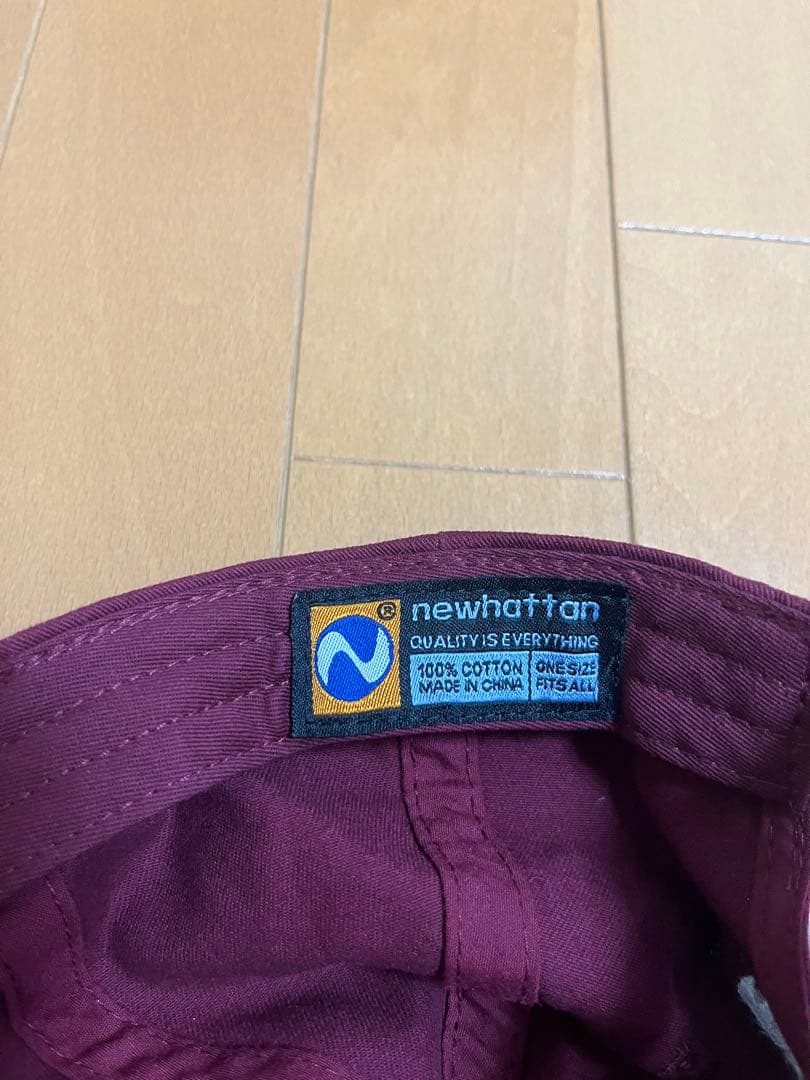 ® newhattan
QUALITY IS EVERYTHING
100% COTTON
MADE IN CHINA
ONE SIZE
FITS ALL